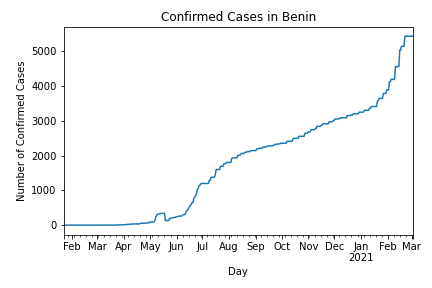 Confirmed Cases in Benin
Number of Confirmed Cases
5000
4000
3000
2000
1000
0
Feb Mar Apr May Jun Jul Aug Sep Oct Nov Dec Jan Feb Mar
2021
Day